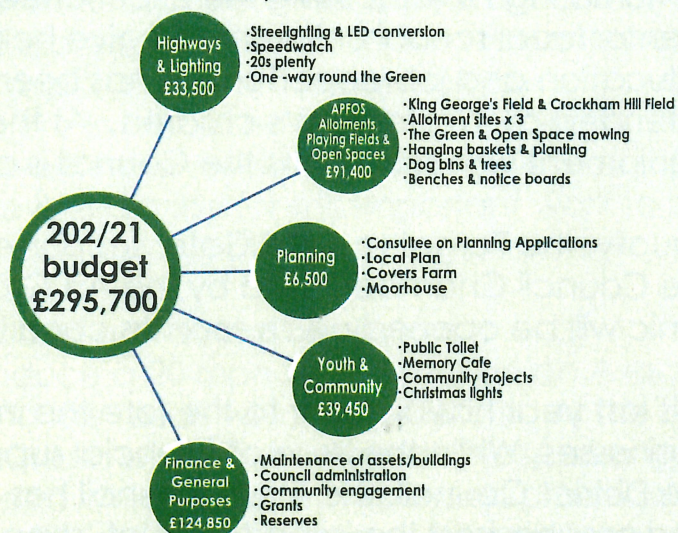 Highways
& Lighting
£33,500
·Streelighting & LED conversion
·Speedwatch
·20s plenty
·One -way round the Green
APFOS
Allotments,
Playing Fields &
Open Spaces
£91,400
·King George's Field & Crockham Hill Field
·Allotment sites x 3
·The Green & Open Space mowing
·Hanging baskets & planting
·Dog bins & trees
·Benches & notice boards
202/21
budget
£295,700
Planning
£6,500
·Consultee on Planning Applications
·Local Plan
·Covers Farm
·Moorhouse
Youth &
Community
£39,450
·Public Toilet
·Memory Cafe
·Community Projects
·Christmas lights
Finance &
General
Purposes
£124,850
·Maintenance of assets/buildings
·Council administration
·Community engagement
·Grants
·Reserves